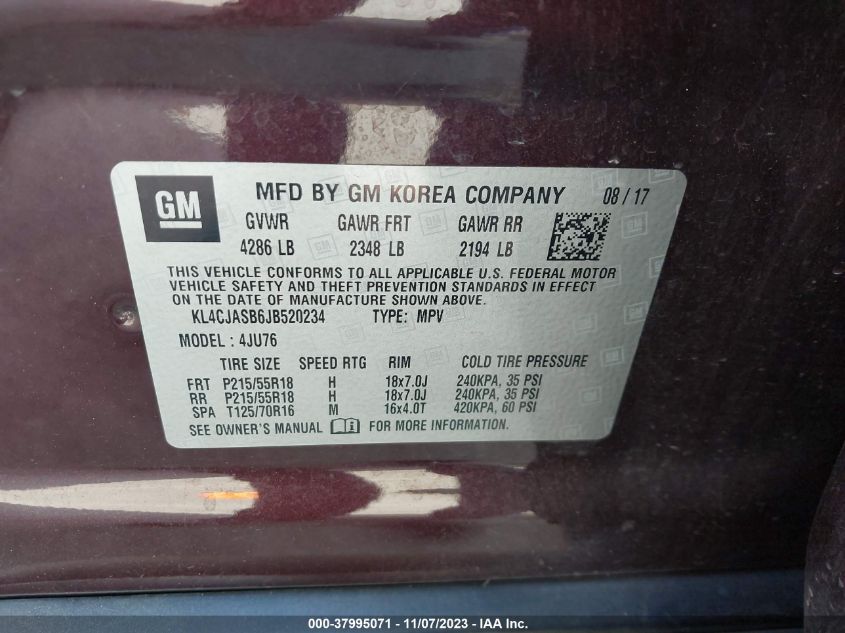 GM MFD BY GM KOREA COMPANY 08 / 17
GVWR GAWR FRT GAWR RR
4286 LB 2348 LB 2194 LB
THIS VEHICLE CONFORMS TO ALL APPLICABLE U.S. FEDERAL MOTOR
VEHICLE SAFETY AND THEFT PREVENTION STANDARDS IN EFFECT
ON THE DATE OF MANUFACTURE SHOWN ABOVE.
KL4CJASB6JB520234 TYPE: MPV
MODEL : 4JU76
TIRE SIZE SPEED RTG RIM COLD TIRE PRESSURE
FRT P215/55R18 H 18x7.0J 240KPA, 35 PSI
RR P215/55R18 H 18x7.0J 240KPA, 35 PSI
SPA T125/70R16 M 16x4.0T 420KPA, 60 PSI
SEE OWNER'S MANUAL FOR MORE INFORMATION.
000-37995071 - 11/07/2023 - IAA Inc.